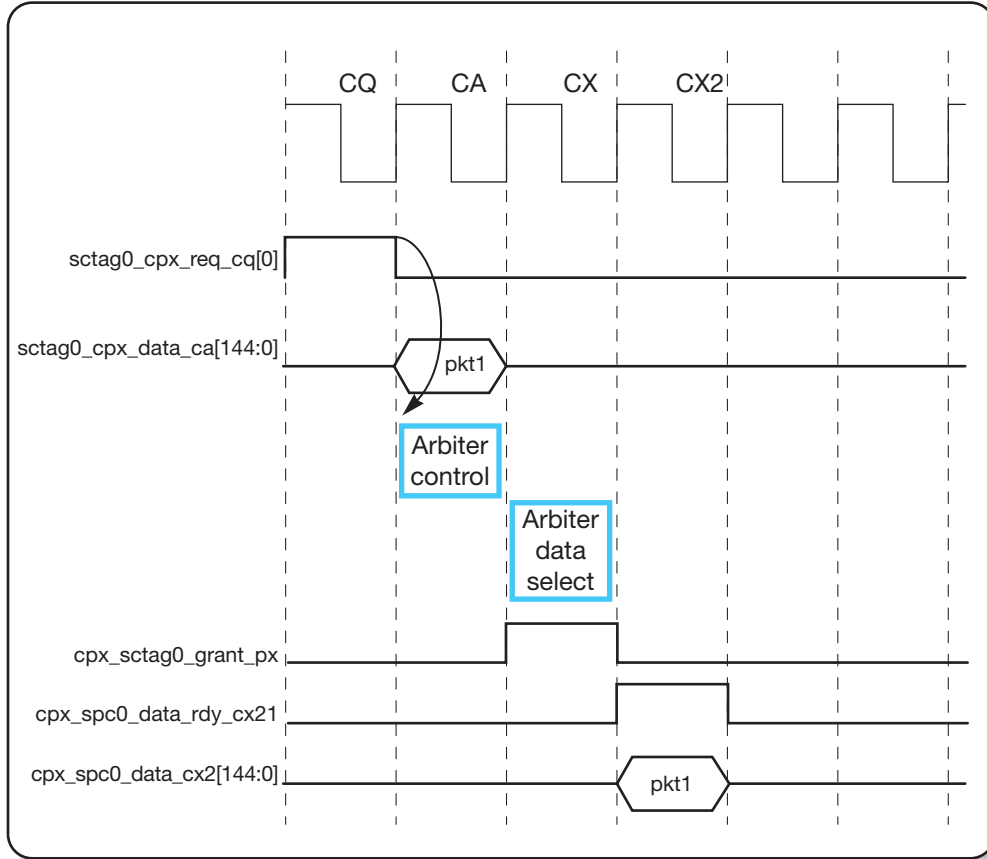 CQ CA CX CX2
sctag0_cpx_req_cq[0]
sctag0_cpx_data_ca[144:0]
pkt1
Arbiter
control
Arbiter
data
select
cpx_sctag0_grant_px
cpx_spc0_data_rdy_cx21
cpx_spc0_data_cx2[144:0]
pkt1